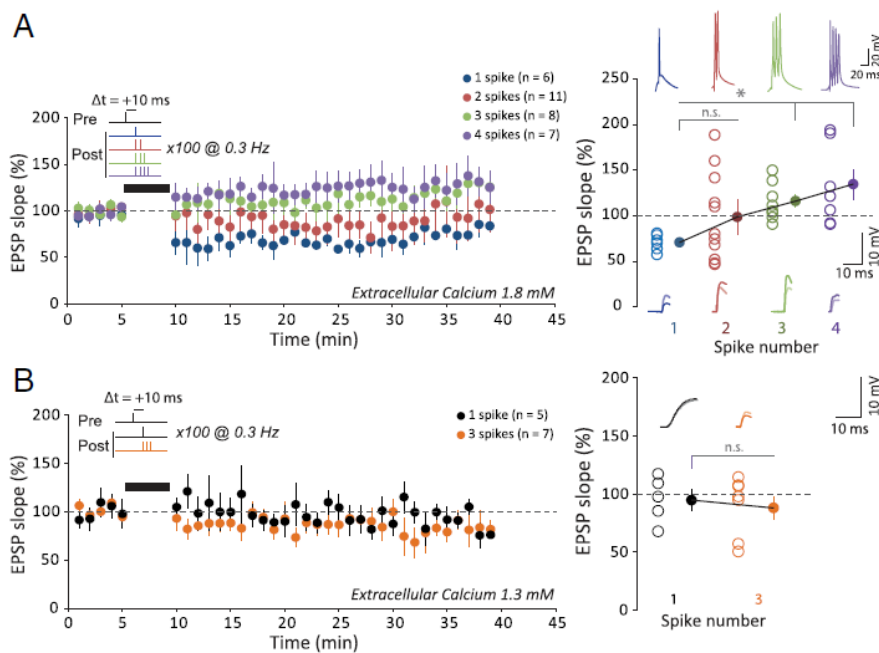 A
Δt = +10 ms
Pre
Post
x100 @ 0.3 Hz
1 spike (n = 6)
2 spikes (n = 11)
3 spikes (n = 8)
4 spikes (n = 7)
200
150
100
50
0
EPSP slope (%)
0 5 10 15 20 25 30 35 40 45
Time (min)
Extracellular Calcium 1.8 mM
20 mV
20 ms
*
n.s.
250
200
150
100
50
0
EPSP slope (%)
10 mV
10 ms
1 2 3 4
Spike number
B
Δt = +10 ms
Pre
Post
x100 @ 0.3 Hz
1 spike (n = 5)
3 spikes (n = 7)
200
150
100
50
0
EPSP slope (%)
0 5 10 15 20 25 30 35 40 45
Time (min)
Extracellular Calcium 1.3 mM
10 mV
10 ms
n.s.
200
150
100
50
0
EPSP slope (%)
1 3
Spike number